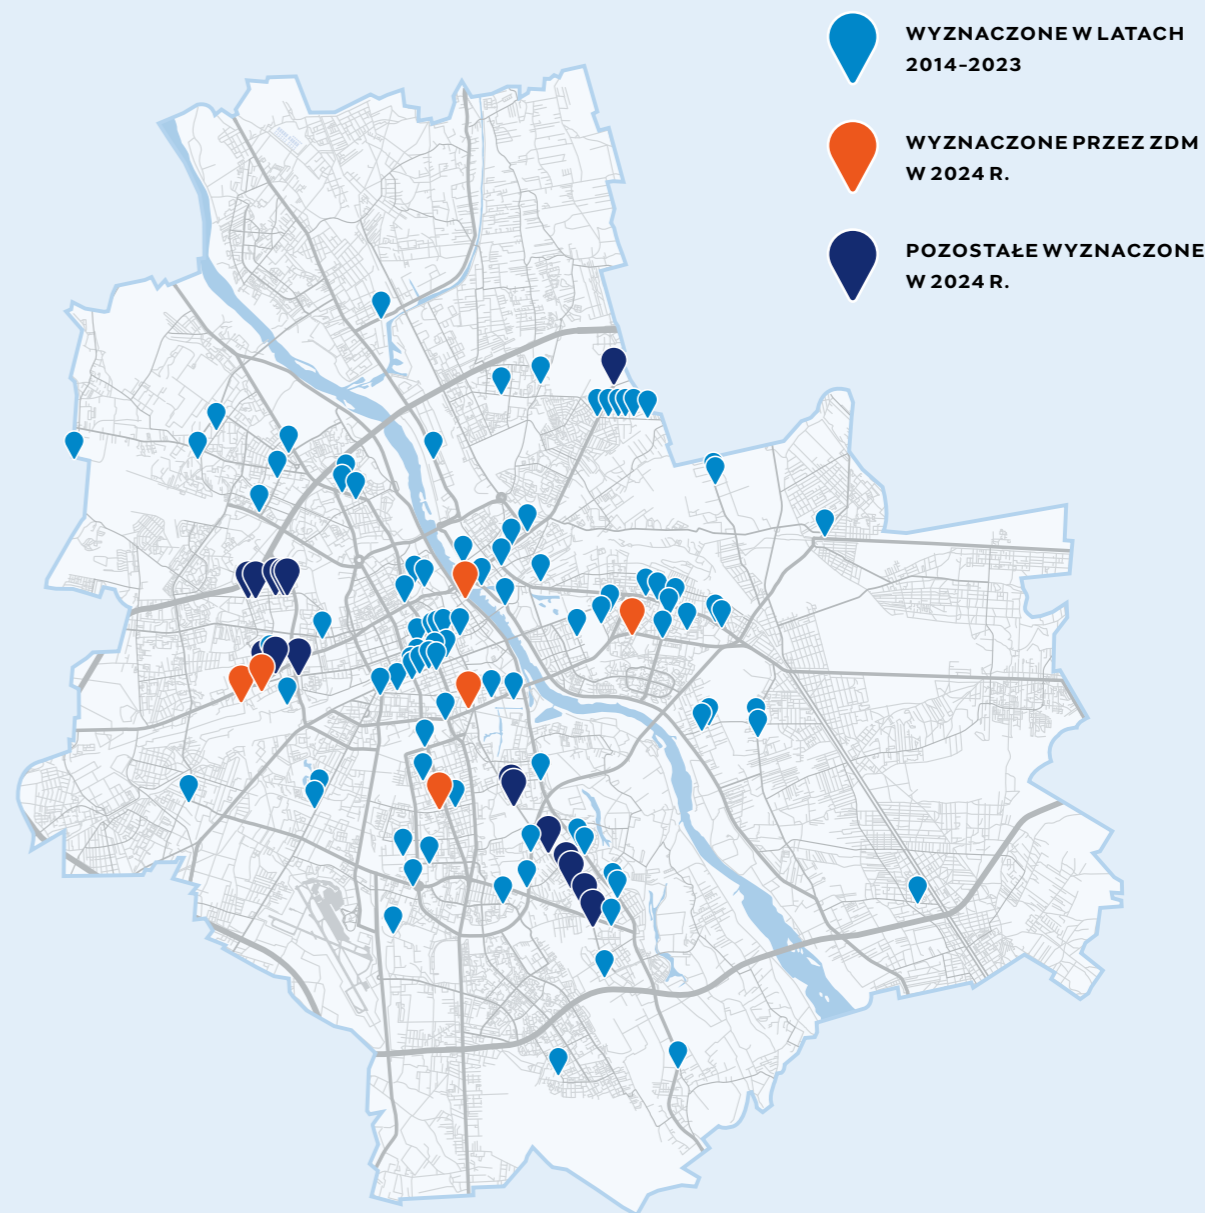 WYZNACZONE W LATACH
2014-2023
WYZNACZONE PRZEZ ZDM
W 2024 R.
POZOSTAŁE WYZNACZONE
W 2024 R.